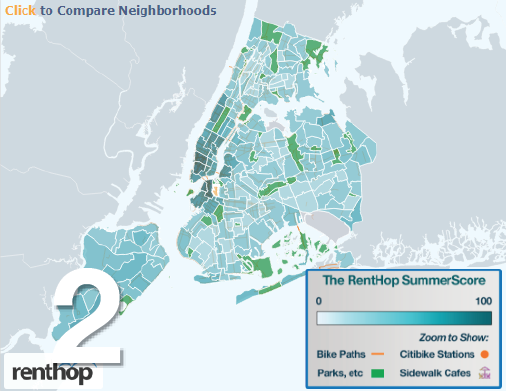 Click to Compare Neighborhoods
The RentHop SummerScore
0 100
Zoom to Show:
Bike Paths Citibike Stations
Parks, etc Sidewalk Cafes
2
renthop